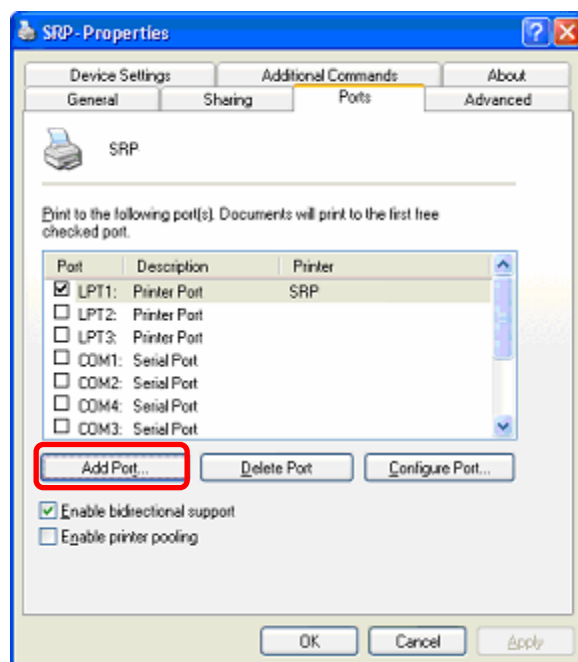 SRP-Properties
Device Settings Additional Commands About
General Sharing Ports Advanced
SRP
Print to the following port(s). Documents will print to the first free
checked port.
Port Description Printer
LPT1: Printer Port SRP
LPT2: Printer Port
LPT3: Printer Port
COM1: Serial Port
COM2: Serial Port
COM4: Serial Port
COM3: Serial Port
Add Port... Delete Port Configure Port...
Enable bidirectional support
Enable printer pooling
OK Cancel Apply